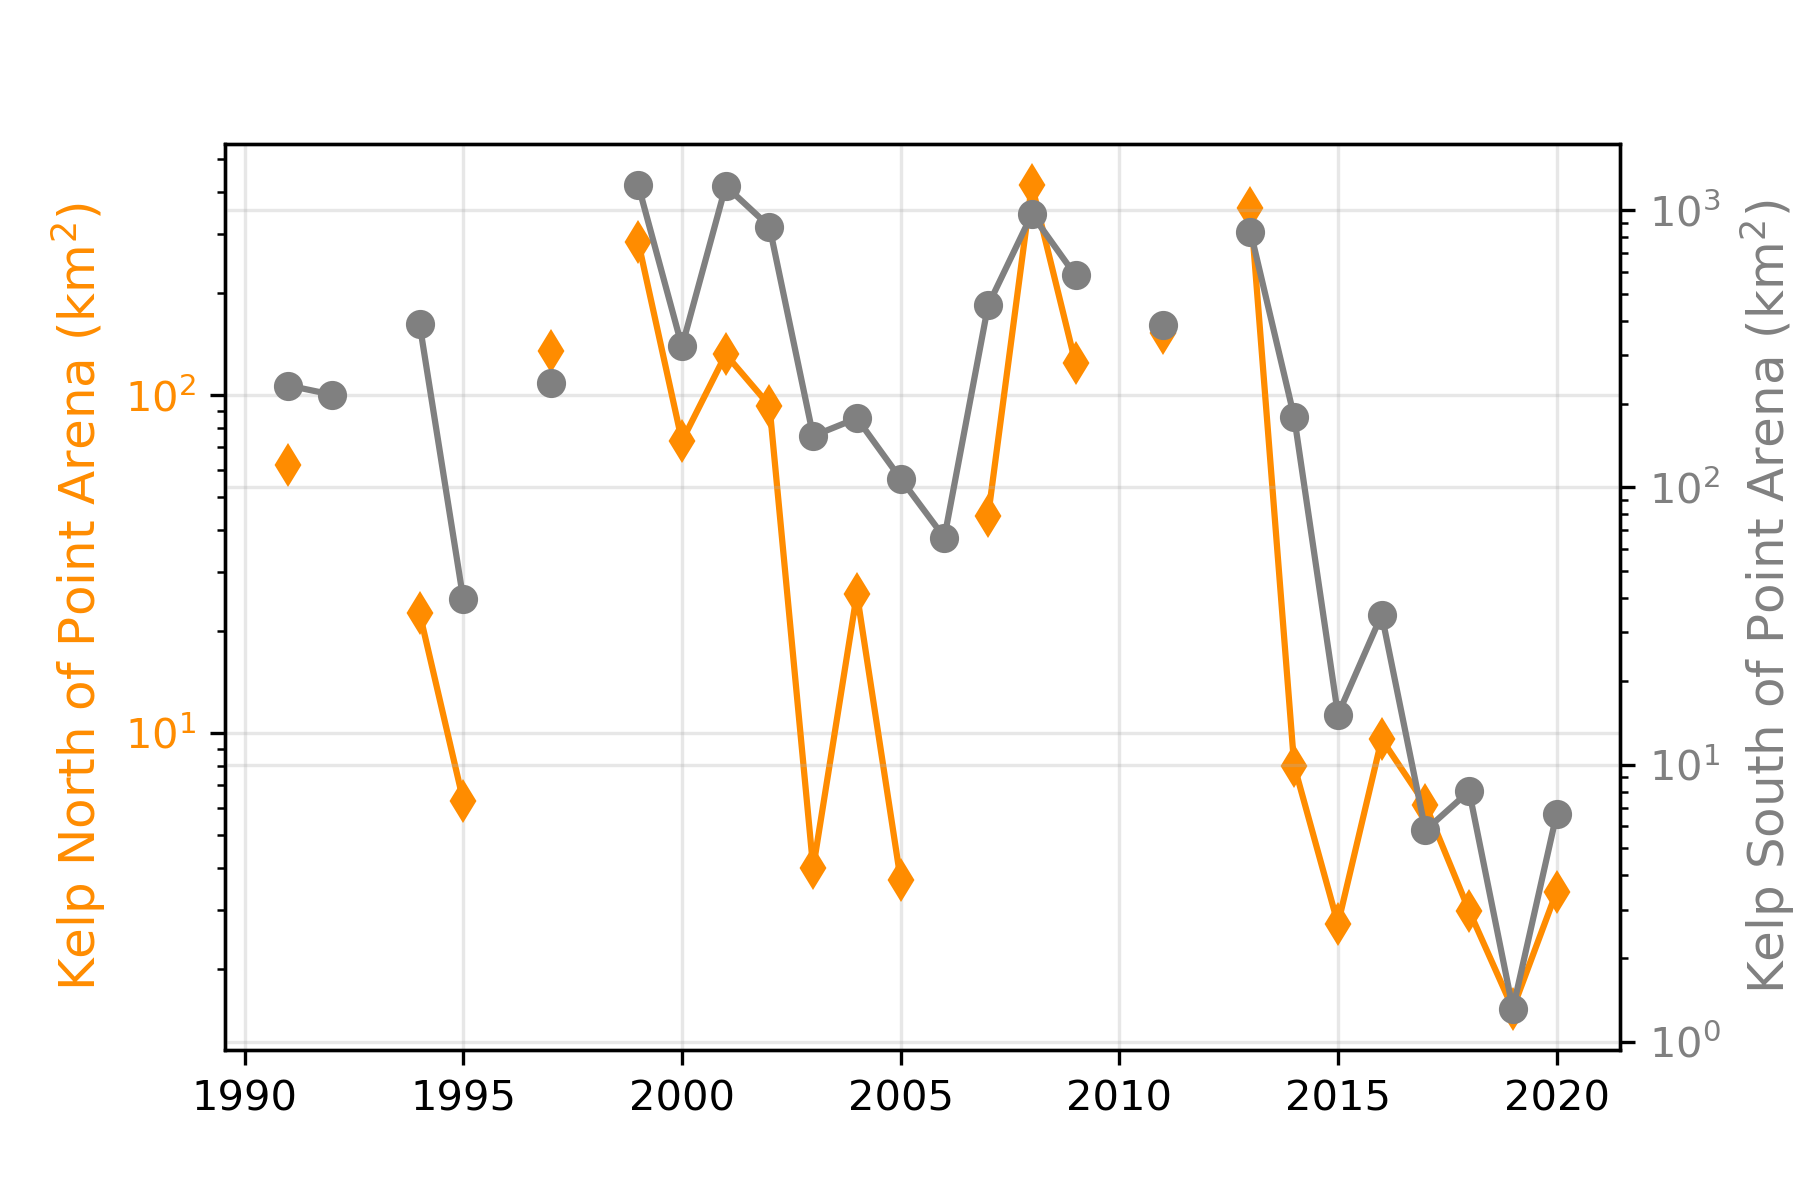 Kelp North of Point Arena (km²)
10²
10¹
10³
10²
10¹
10⁰
Kelp South of Point Arena (km²)
1990 1995 2000 2005 2010 2015 2020